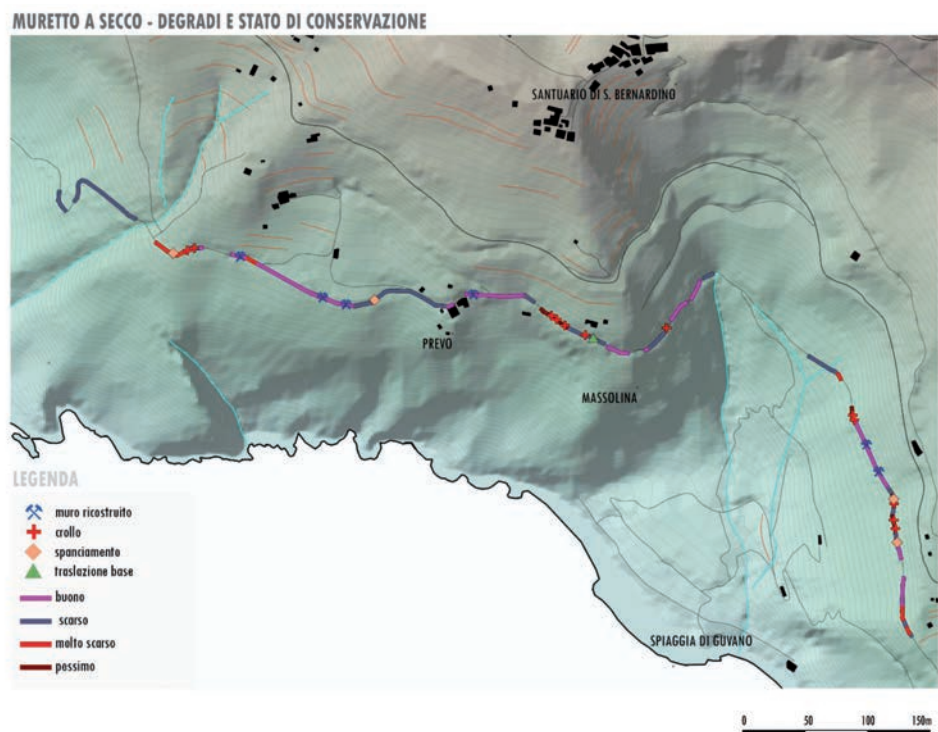 MURETTO A SECCO - DEGRADI E STATO DI CONSERVAZIONE
SANTUARIO DI S. BERNARDINO
PREVO
MASSOLINA
LEGENDA
muro ricostruito
crollo
spanciamento
traslazione base
buono
scarso
molto scarso
pessimo
SPIAGGIA DI GUVANO
0 50 100 150m